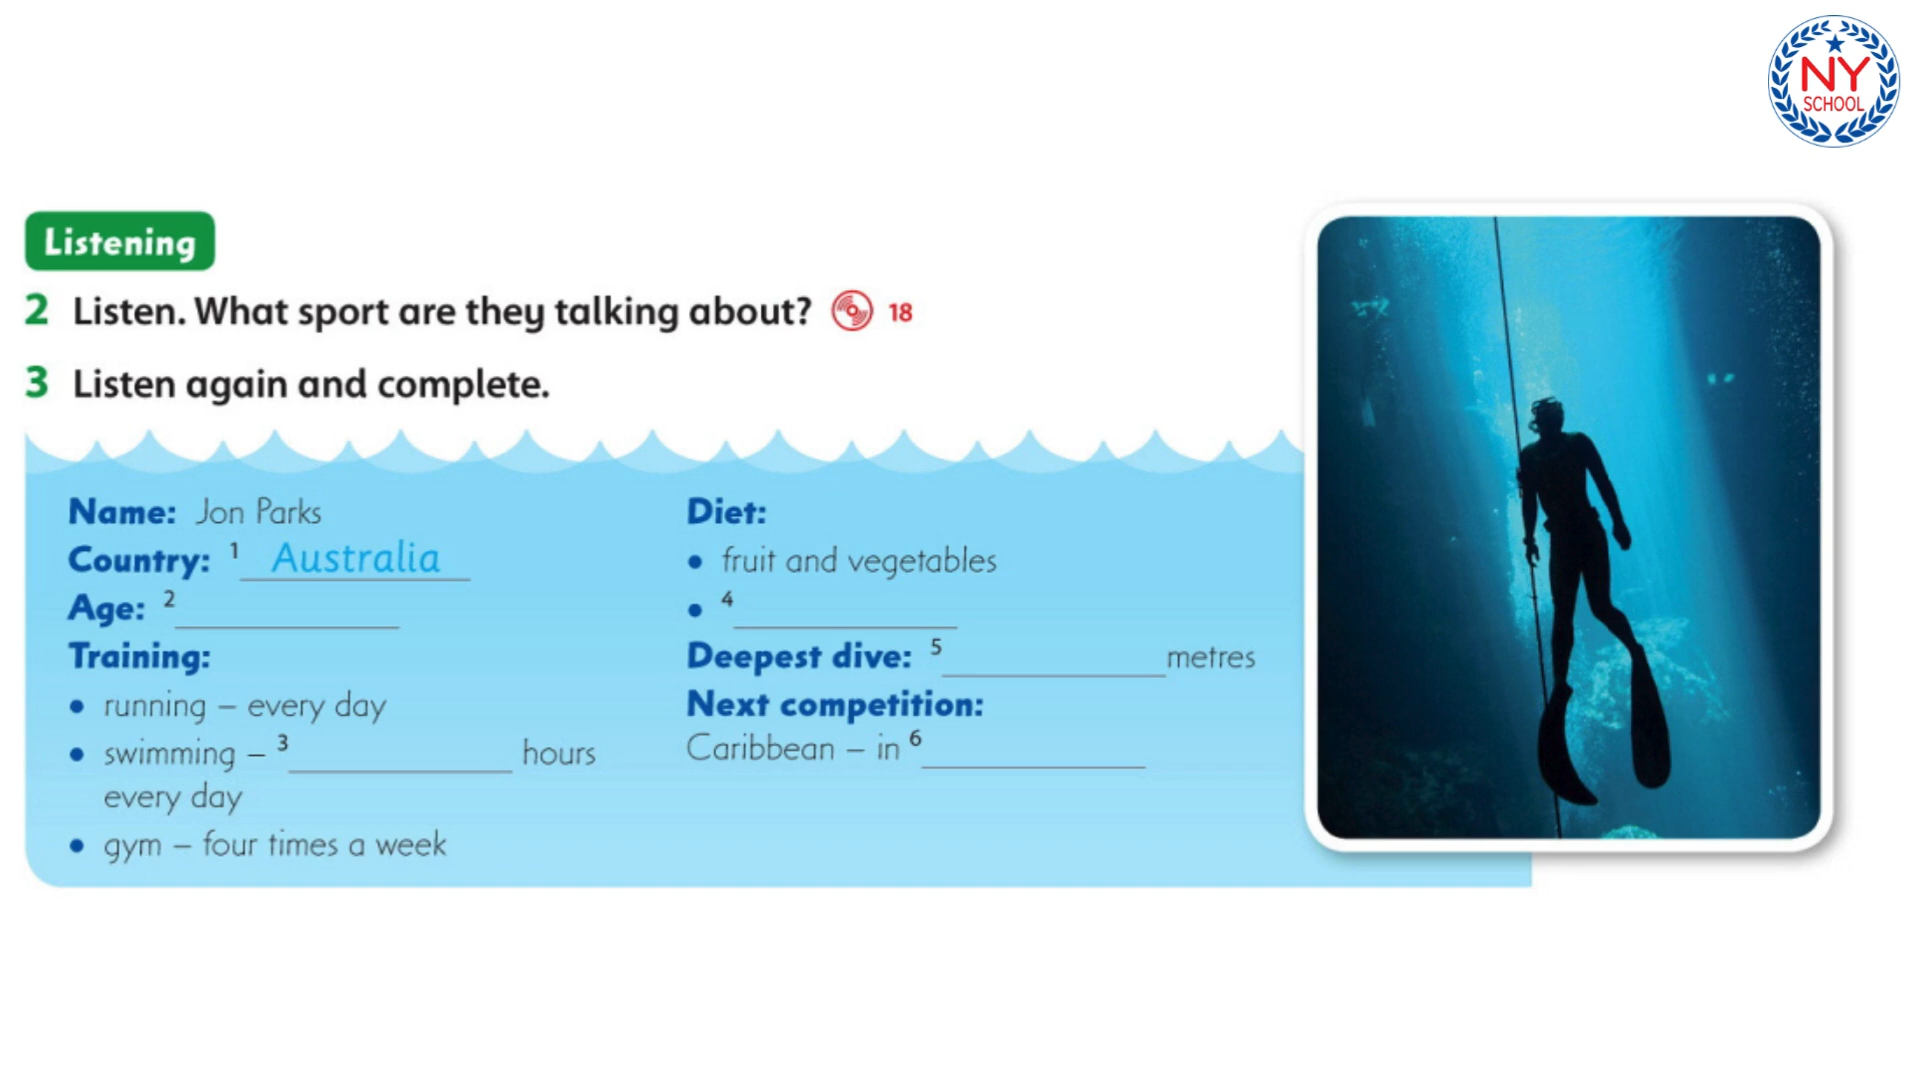 NY
SCHOOL
Listening
2 Listen. What sport are they talking about? 18
3 Listen again and complete.
Name: Jon Parks
Country: 1 Australia
Age: 2
Training:
• running – every day
• swimming – 3 hours
every day
• gym – four times a week
Diet:
• fruit and vegetables
• 4
Deepest dive: 5 metres
Next competition:
Caribbean – in 6